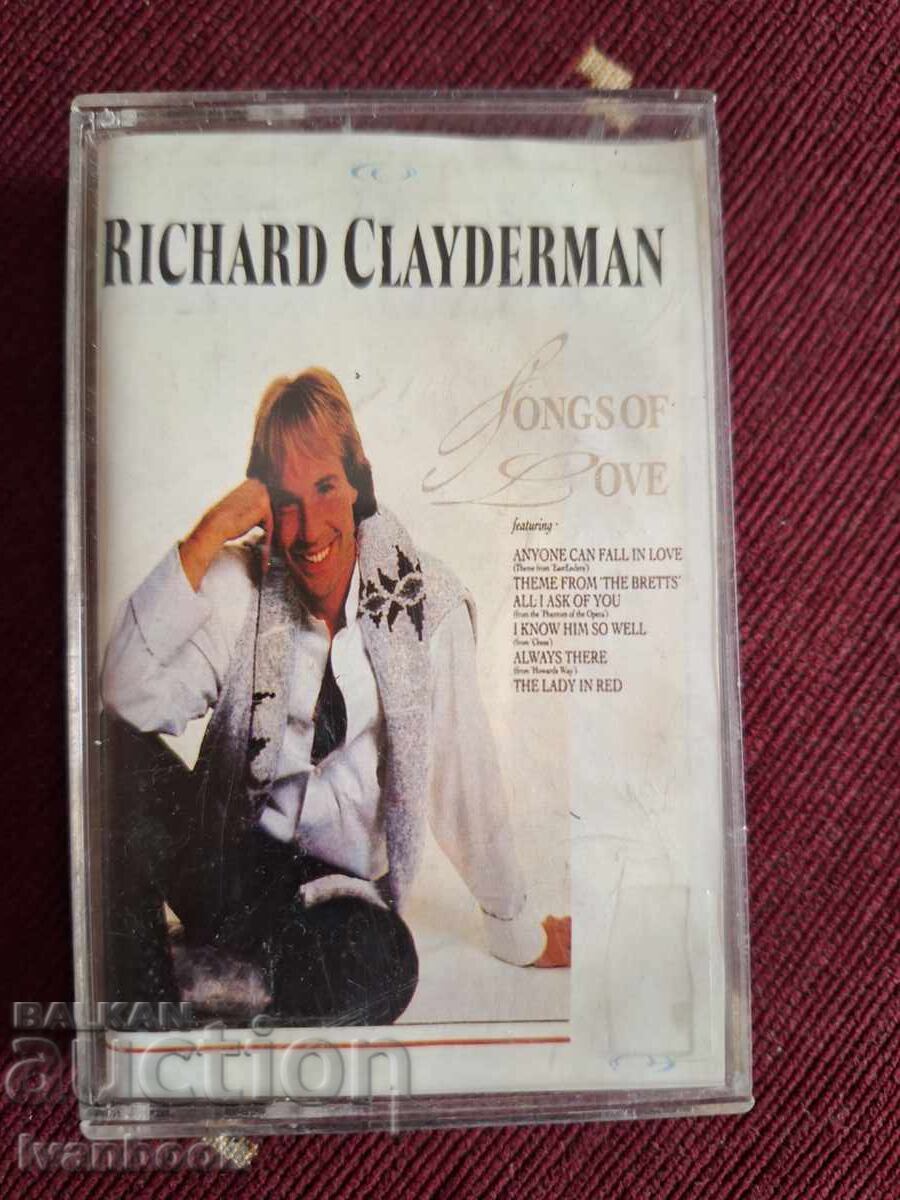 RICHARD CLAYDERMAN
SONGS OF
LOVE
featuring -
ANYONE CAN FALL IN LOVE
(Theme from 'EastEnders')
THEME FROM 'THE BRETTS'
ALL I ASK OF YOU
(from the 'Phantom of the Opera')
I KNOW HIM SO WELL
(from 'Chess')
ALWAYS THERE
(from 'Howards Way')
THE LADY IN RED
BALKAN
auction
Ivanbook